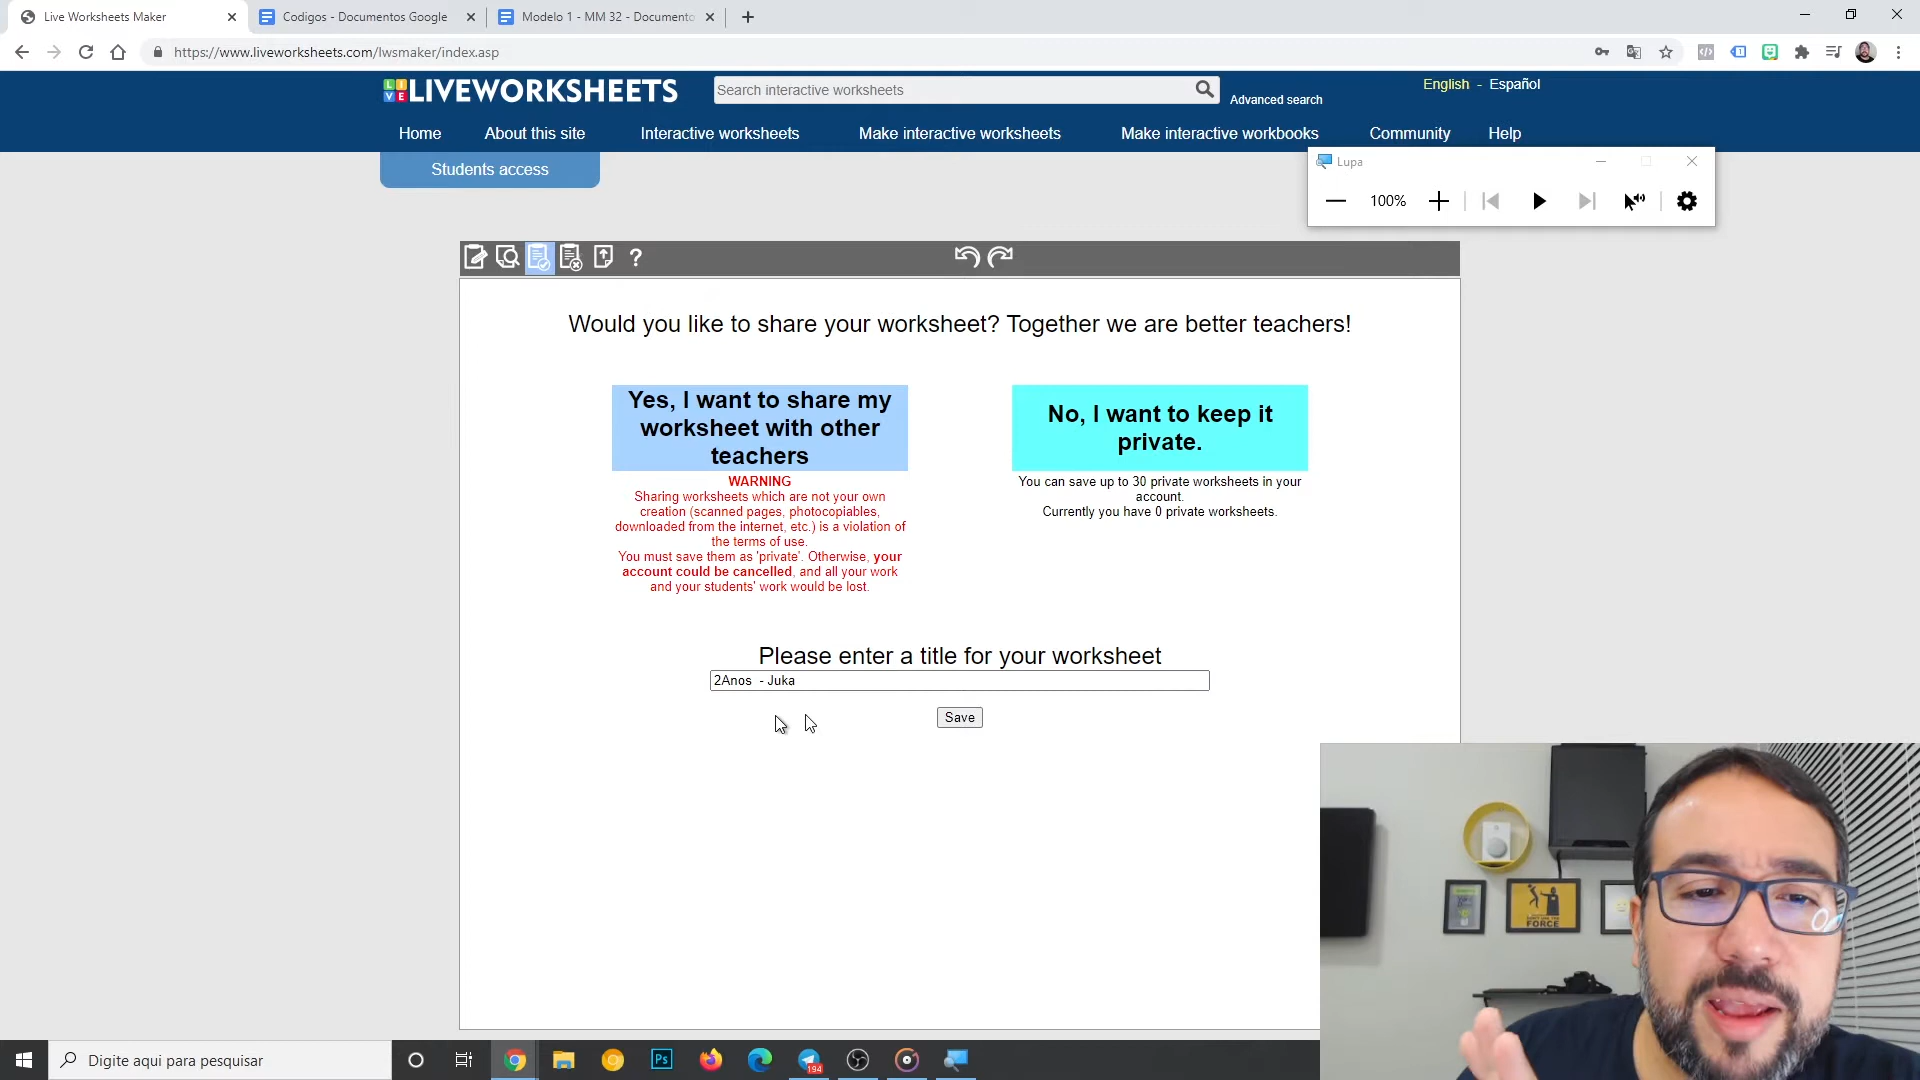 Live Worksheets Maker
Codigos - Documentos Google
Modelo 1 - MM 32 - Documento
https://www.liveworksheets.com/lwsmaker/index.asp
LIVE LIVEWORKSHEETS
Search interactive worksheets
Advanced search
English - Español
Home About this site Interactive worksheets Make interactive worksheets Make interactive workbooks Community Help
Students access
Lupa
100%
?
Would you like to share your worksheet? Together we are better teachers!
Yes, I want to share my
worksheet with other
teachers
WARNING
Sharing worksheets which are not your own
creation (scanned pages, photocopiables,
downloaded from the internet, etc.) is a violation of
the terms of use.
You must save them as 'private'. Otherwise, your
account could be cancelled, and all your work
and your students' work would be lost.
No, I want to keep it
private.
You can save up to 30 private worksheets in your
account.
Currently you have 0 private worksheets.
Please enter a title for your worksheet
2Anos - Juka
Save
FORCE
Digite aqui para pesquisar
Ps
194